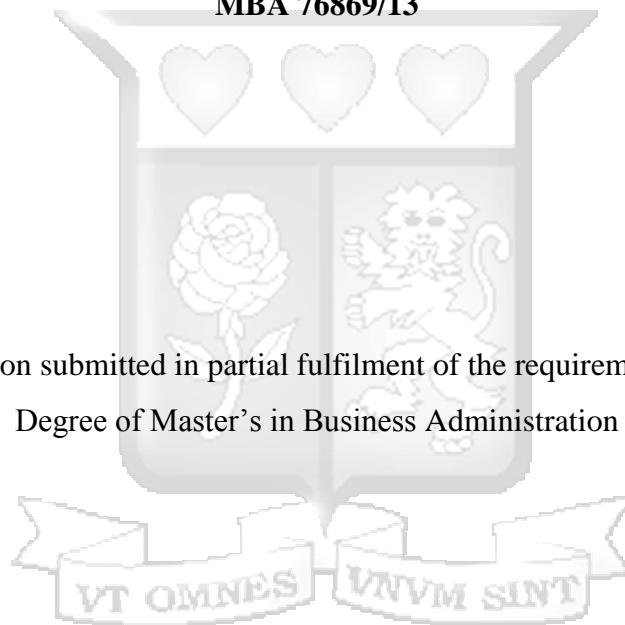 MBA 76869/13
on submitted in partial fulfilment of the requirem
Degree of Master's in Business Administration
VT OMNES VNVM SINT